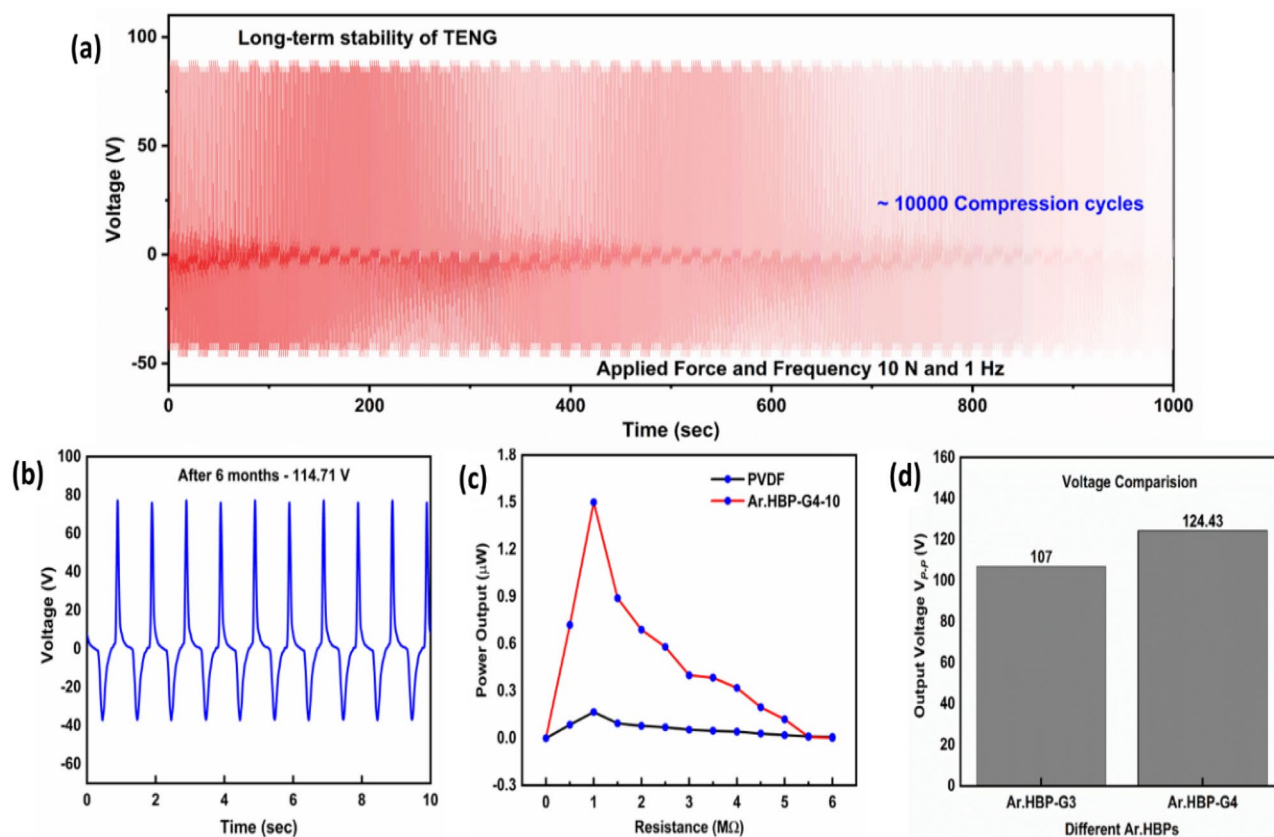 (a)
Long-term stability of TENG
100
50
0
-50
Voltage (V)
~ 10000 Compression cycles
Applied Force and Frequency 10 N and 1 Hz
0 200 400 600 800 1000
Time (sec)
(b)
After 6 months - 114.71 V
100
80
60
40
20
0
-20
-40
-60
Voltage (V)
0 2 4 6 8 10
Time (sec)
(c)
PVDF
Ar.HBP-G4-10
1.8
1.5
1.2
0.9
0.6
0.3
0.0
-0.3
Power Output (μW)
0 1 2 3 4 5 6
Resistance (MΩ)
(d)
Voltage Comparision
160
140
120
100
80
60
40
20
0
Output Voltage VP-P (V)
107
124.43
Ar.HBP-G3 Ar.HBP-G4
Different Ar.HBPs